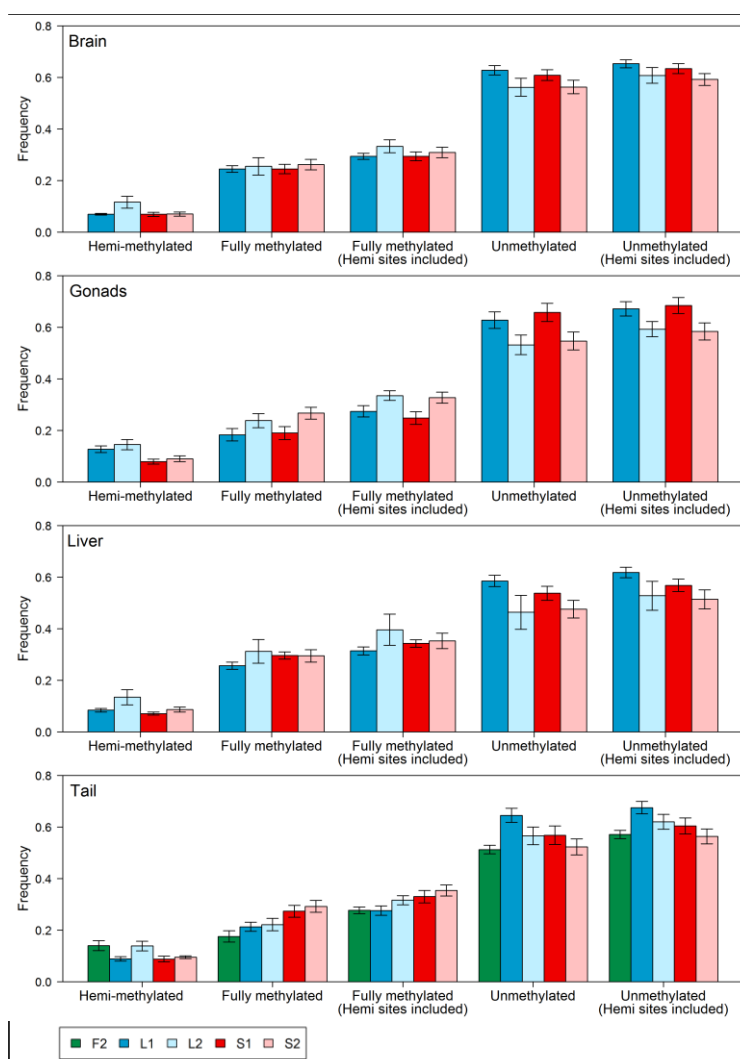 Brain
Frequency
0.8
0.6
0.4
0.2
0.0
Hemi-methylated Fully methylated Fully methylated Unmethylated Unmethylated
(Hemi sites included) (Hemi sites included)
Gonads
Frequency
0.8
0.6
0.4
0.2
0.0
Hemi-methylated Fully methylated Fully methylated Unmethylated Unmethylated
(Hemi sites included) (Hemi sites included)
Liver
Frequency
0.8
0.6
0.4
0.2
0.0
Hemi-methylated Fully methylated Fully methylated Unmethylated Unmethylated
(Hemi sites included) (Hemi sites included)
Tail
Frequency
0.8
0.6
0.4
0.2
0.0
Hemi-methylated Fully methylated Fully methylated Unmethylated Unmethylated
(Hemi sites included) (Hemi sites included)
F2 L1 L2 S1 S2